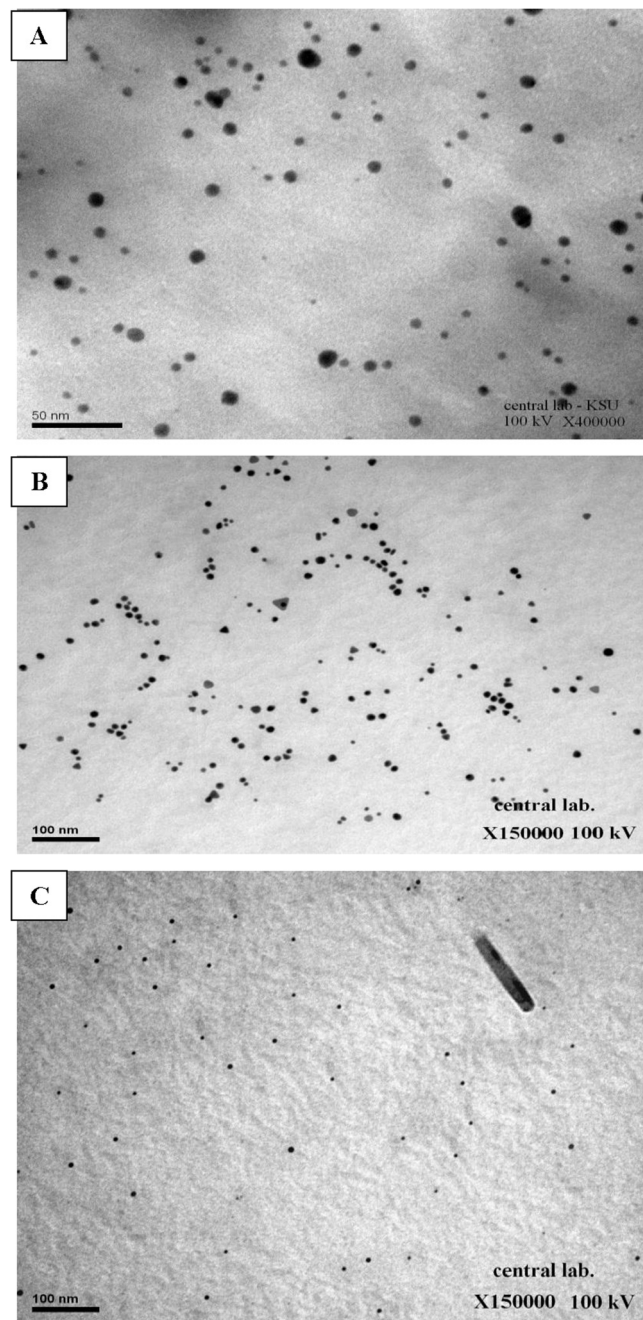 A
50 nm
central lab - KSU
100 kV X400000
B
100 nm
central lab.
X150000 100 kV
C
100 nm
central lab.
X150000 100 kV